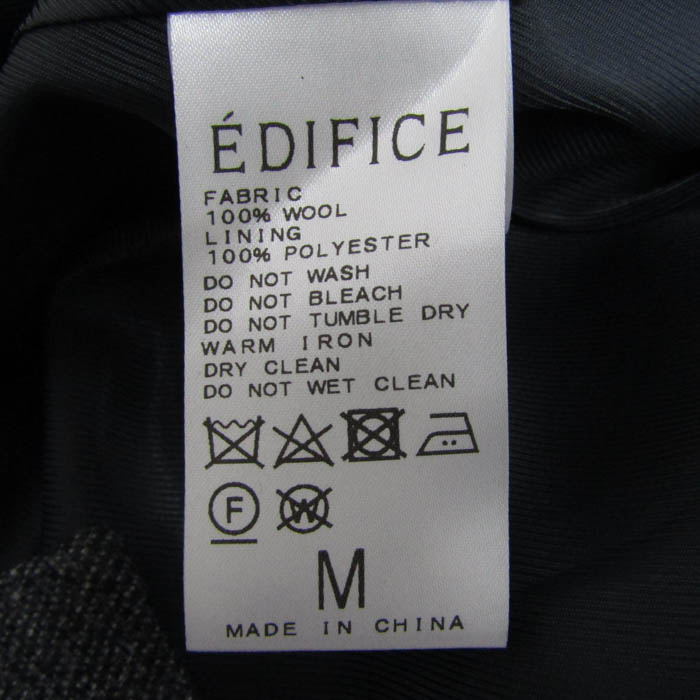 ÉDIFICE
FABRIC
100% WOOL
LINING
100% POLYESTER
DO NOT WASH
DO NOT BLEACH
DO NOT TUMBLE DRY
WARM IRON
DRY CLEAN
DO NOT WET CLEAN
F W
M
MADE IN CHINA